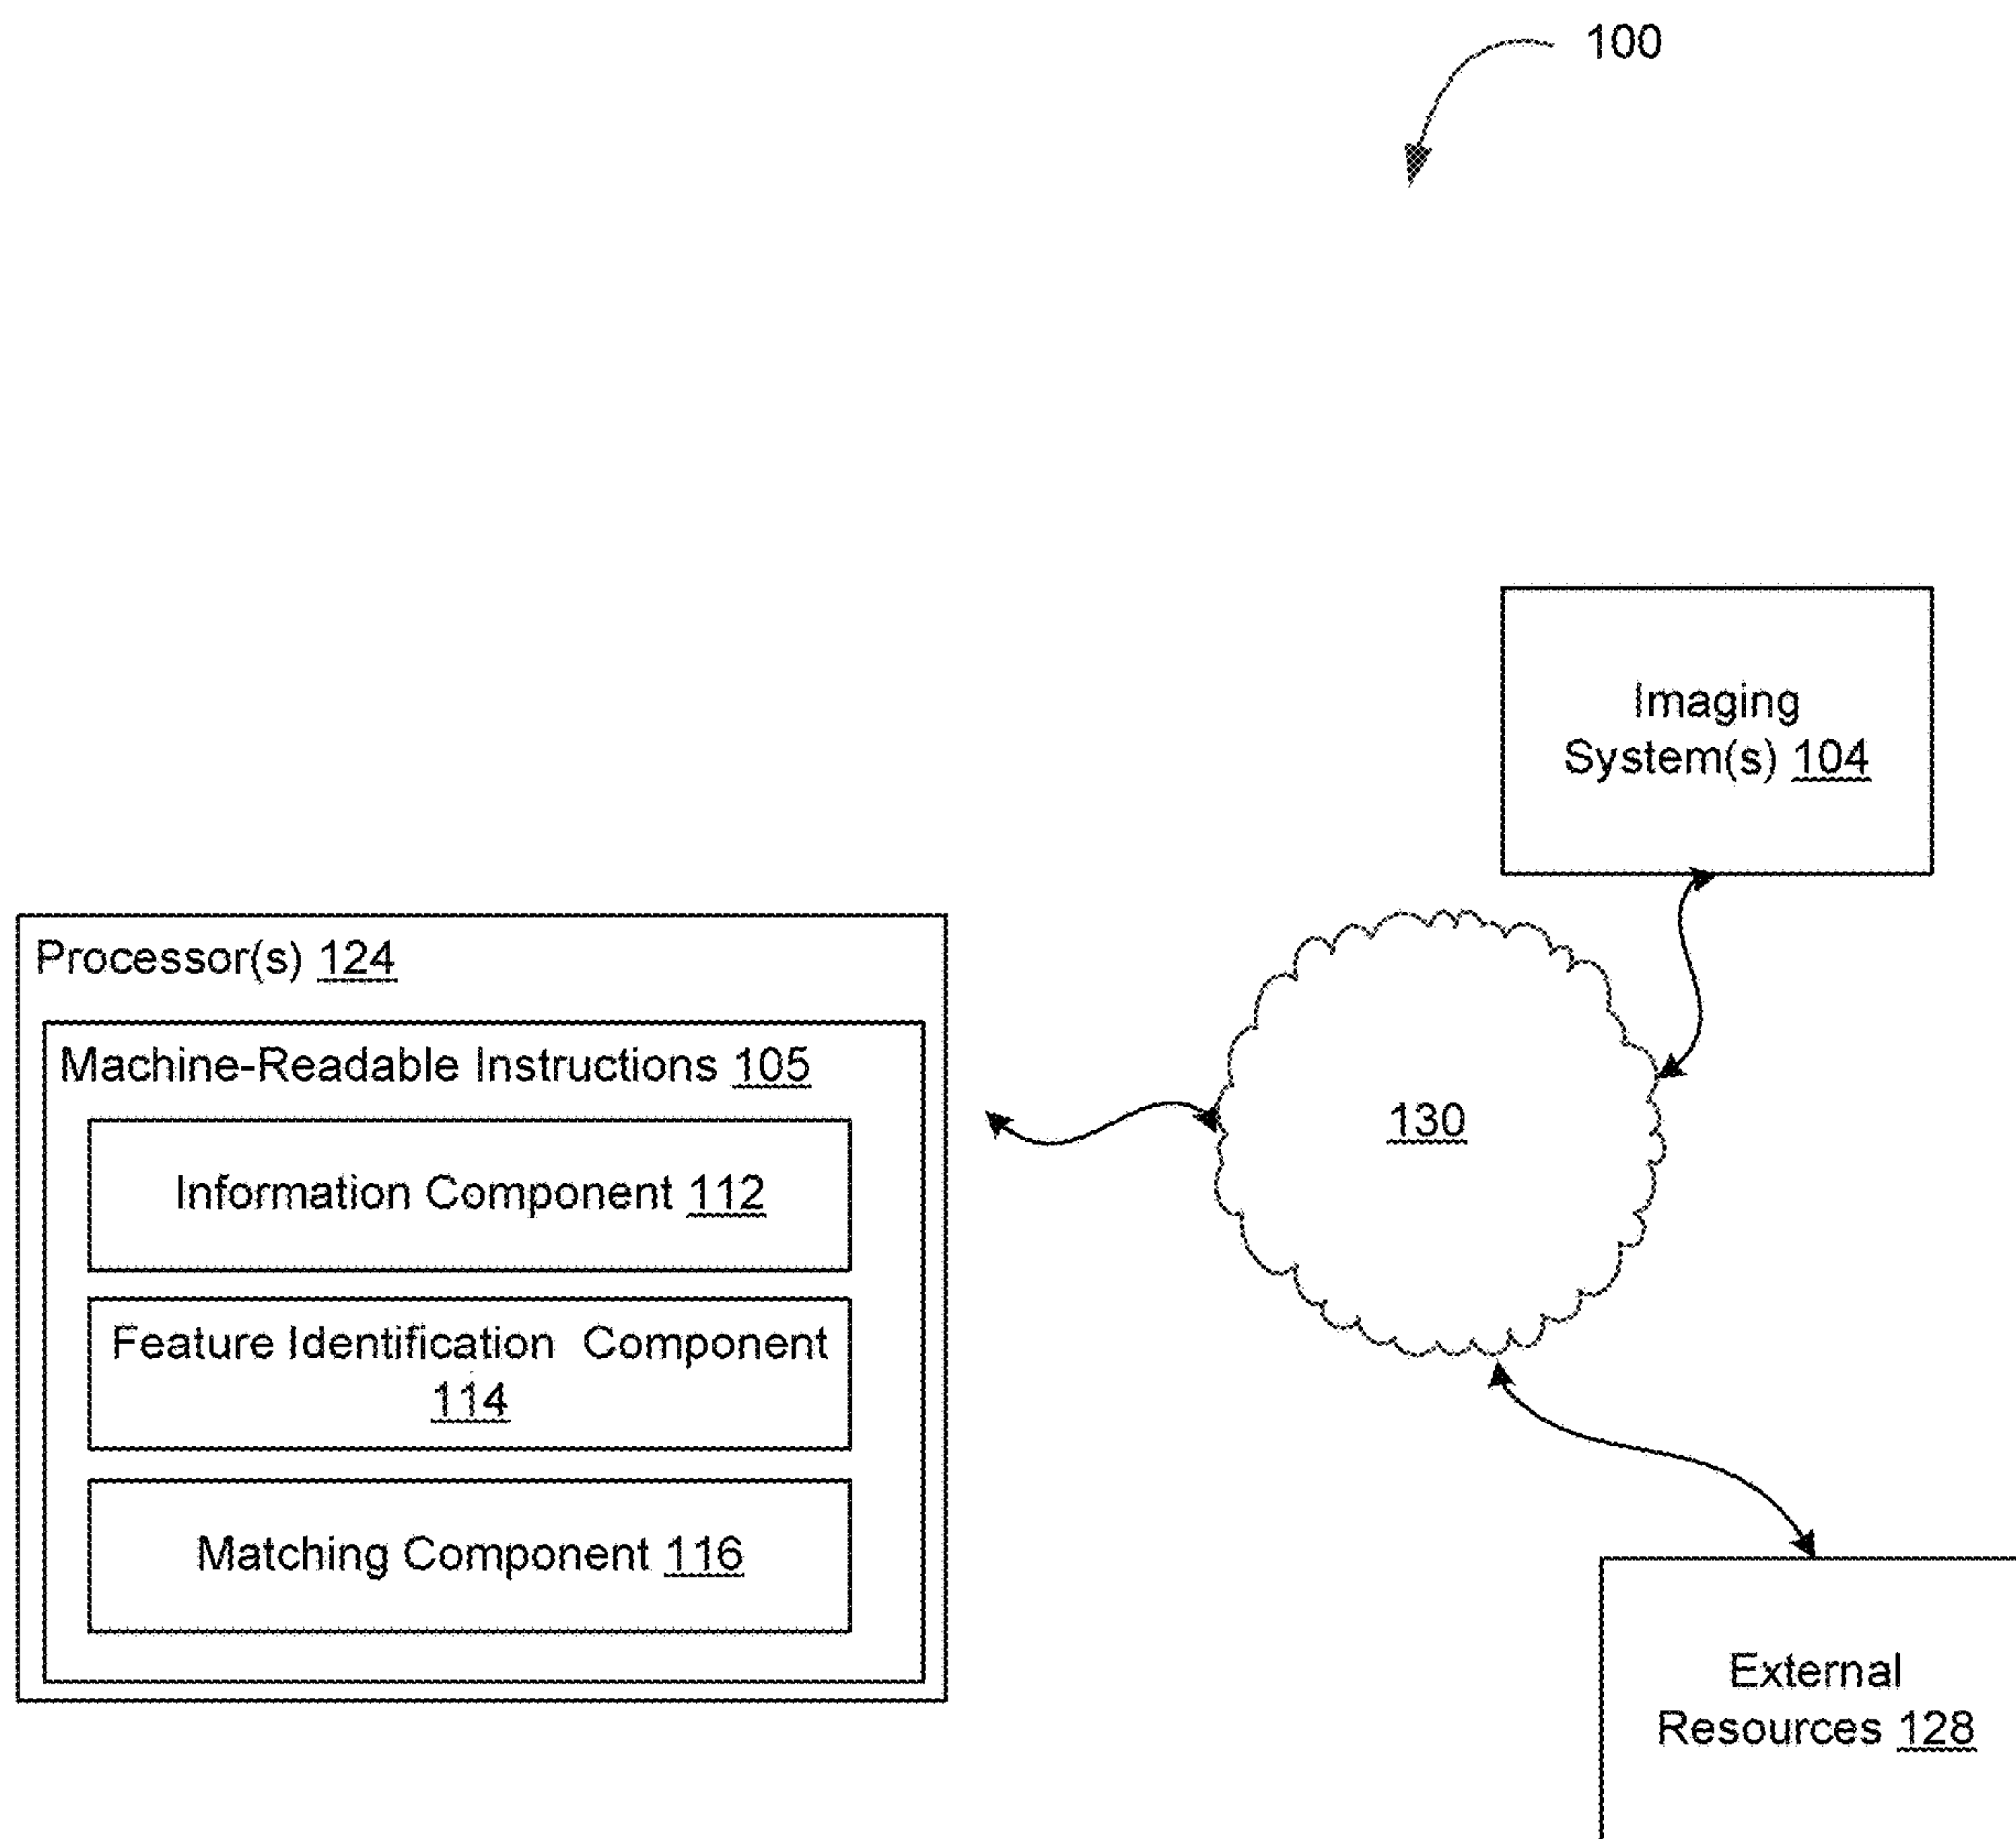 100
Imaging
System(s) 104
Processor(s) 124
Machine-Readable Instructions 105
130
Information Component 112
Feature Identification Component
114
Matching Component 116
External
Resources 128